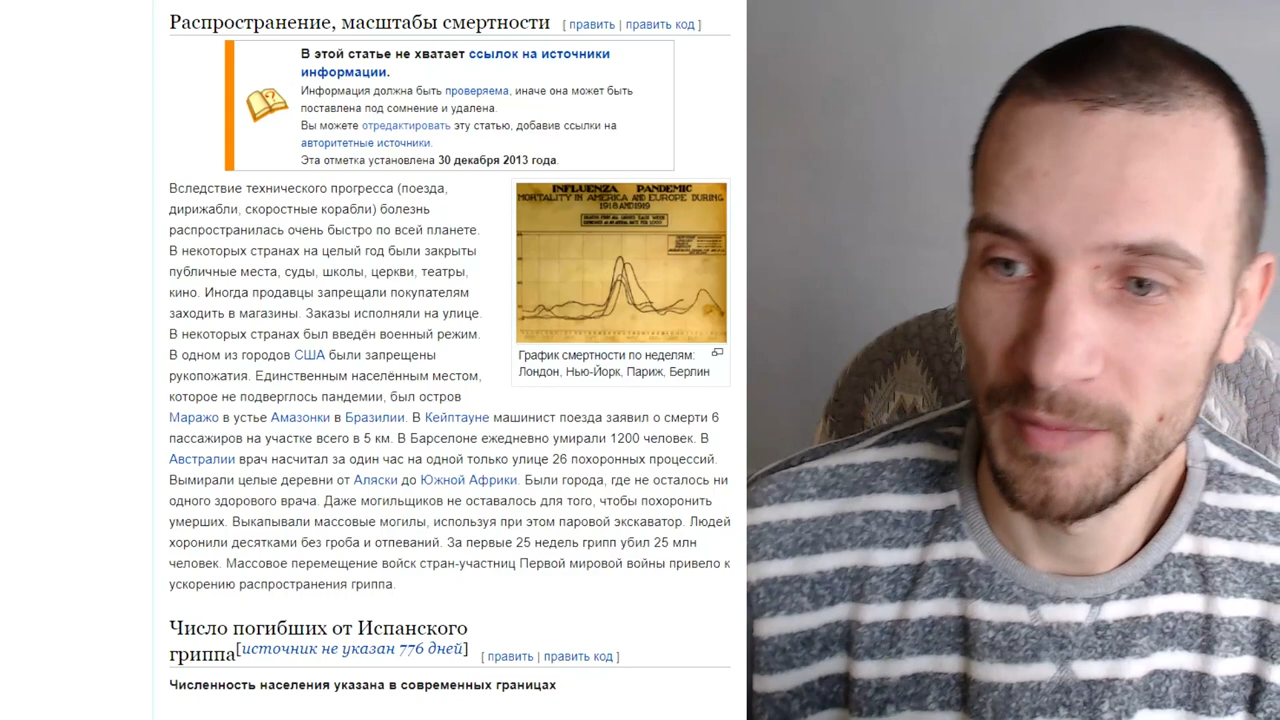 Распространение, масштабы смертности [ править | править код ]
В этой статье не хватает ссылок на источники
информации.
Информация должна быть проверяема, иначе она может быть
поставлена под сомнение и удалена.
Вы можете отредактировать эту статью, добавив ссылки на
авторитетные источники.
Эта отметка установлена 30 декабря 2013 года.
Вследствие технического прогресса (поезда,
дирижабли, скоростные корабли) болезнь
распространилась очень быстро по всей планете.
В некоторых странах на целый год были закрыты
публичные места, суды, школы, церкви, театры,
кино. Иногда продавцы запрещали покупателям
заходить в магазины. Заказы исполняли на улице.
В некоторых странах был введён военный режим.
В одном из городов США были запрещены
рукопожатия. Единственным населённым местом,
которое не подверглось пандемии, был остров
Маражо в устье Амазонки в Бразилии. В Кейптауне машинист поезда заявил о смерти 6
пассажиров на участке всего в 5 км. В Барселоне ежедневно умирали 1200 человек. В
Австралии врач насчитал за один час на одной только улице 26 похоронных процессий.
Вымирали целые деревни от Аляски до Южной Африки. Были города, где не осталось ни
одного здорового врача. Даже могильщиков не оставалось для того, чтобы похоронить
умерших. Выкапывали массовые могилы, используя при этом паровой экскаватор. Людей
хоронили десятками без гроба и отпеваний. За первые 25 недель грипп убил 25 млн
человек. Массовое перемещение войск стран-участниц Первой мировой войны привело к
ускорению распространения гриппа.
INFLUENZA PANDEMIC
MORTALITY IN AMERICA AND EUROPE DURING
1918 AND 1919
График смертности по неделям:
Лондон, Нью-Йорк, Париж, Берлин
Число погибших от Испанского
гриппа[источник не указан 776 дней] [ править | править код ]
Численность населения указана в современных границах